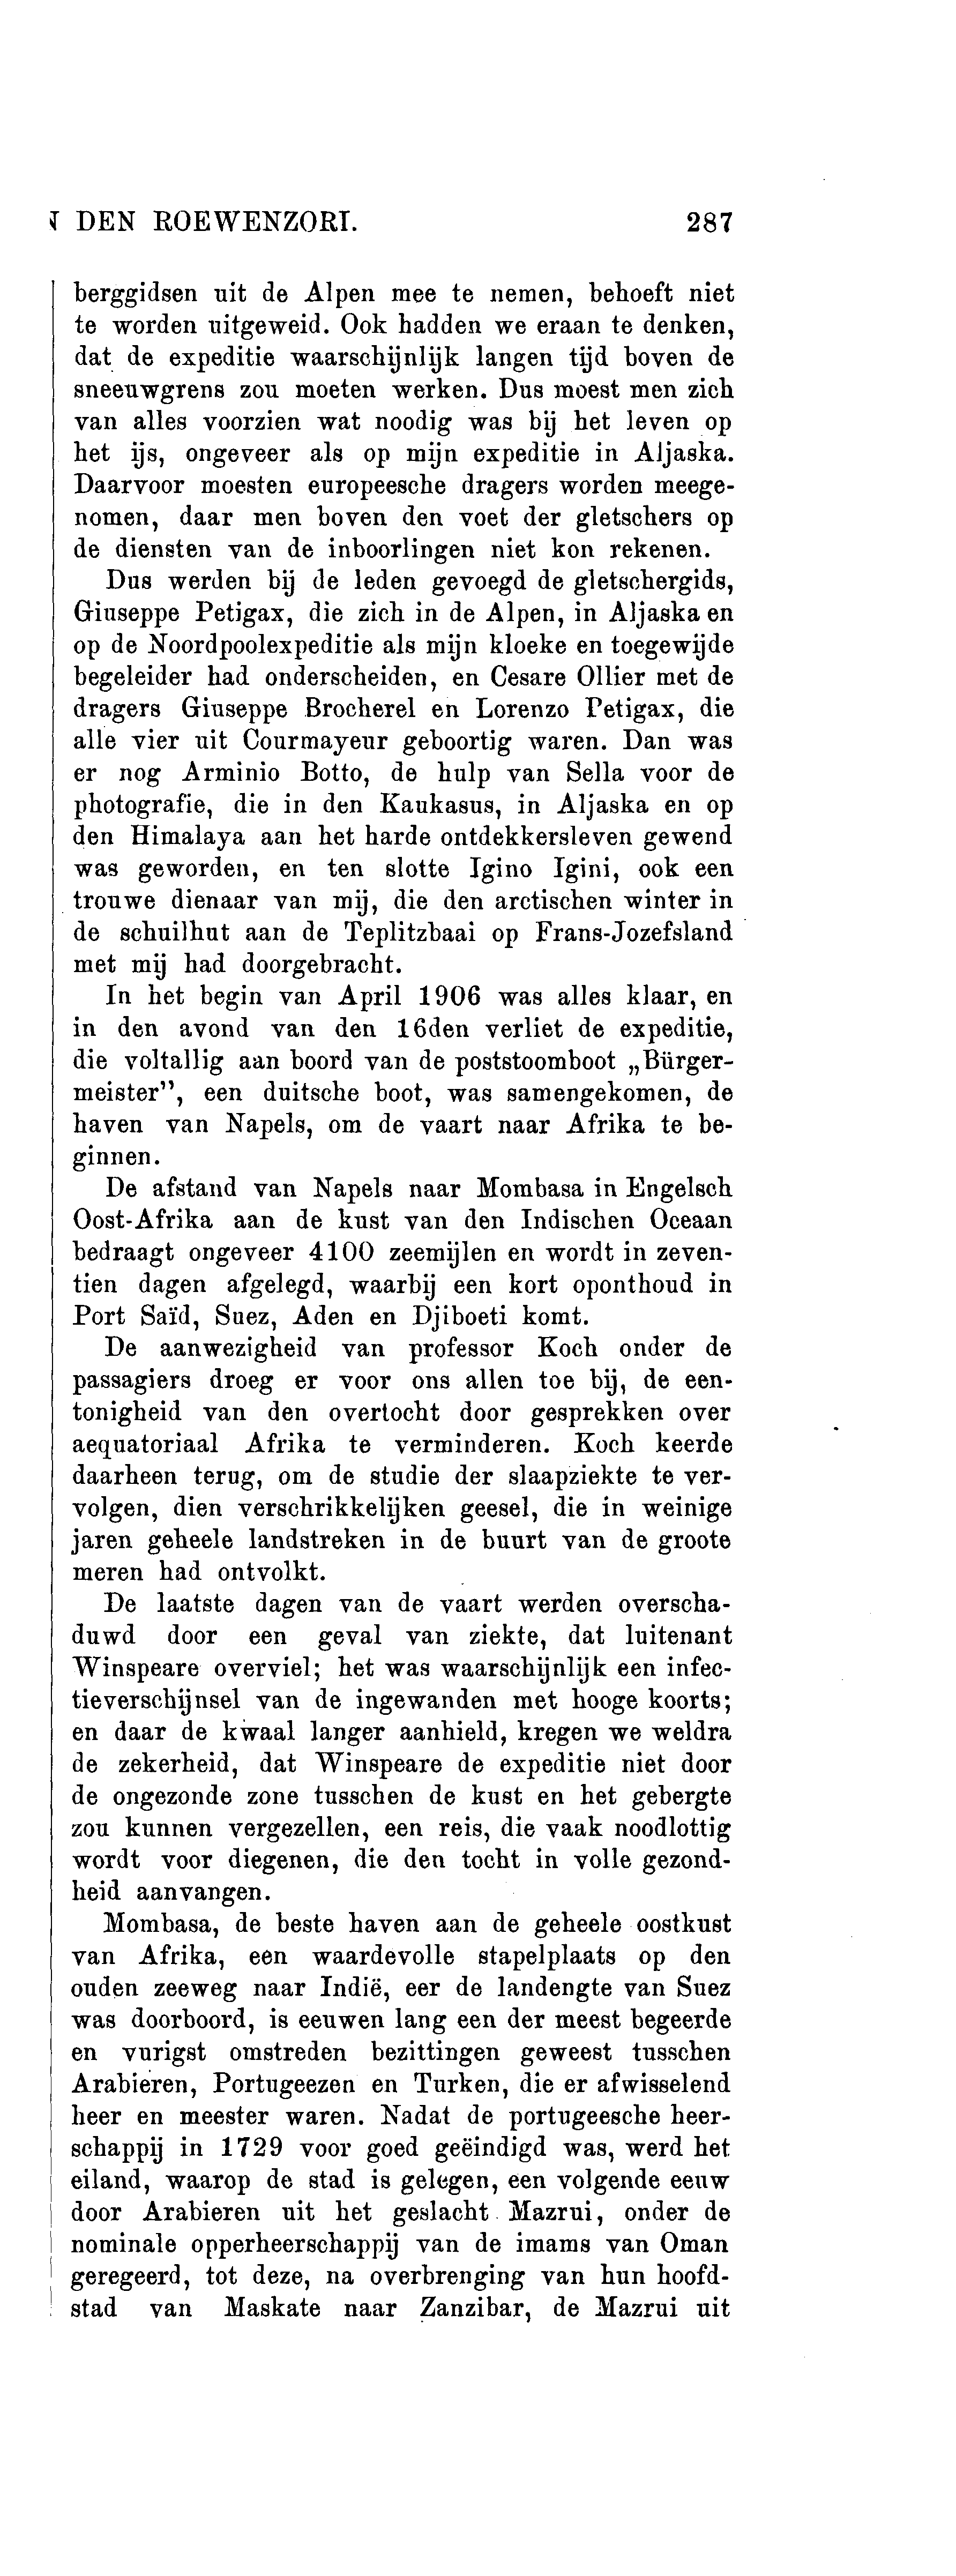 DEN ROEWENZORI. 287
berggidsen uit de Alpen mee te nemen, behoeft niet
te worden uitgeweid. Ook hadden we eraan te denken,
dat de expeditie waarschijnlijk langen tijd boven de
sneeuwgrens zou moeten werken. Dus moest men zich
van alles voorzien wat noodig was bij het leven op
het ijs, ongeveer als op mijn expeditie in Aljaska.
Daarvoor moesten europeesche dragers worden meege-
nomen, daar men boven den voet der gletschers op
de diensten van de inboorlingen niet kon rekenen.
Dus werden bij de leden gevoegd de gletschergids,
Giuseppe Petigax, die zich in de Alpen, in Aljaska en
op de Noordpoolexpeditie als mijn kloeke en toegewijde
begeleider had onderscheiden, en Cesare Ollier met de
dragers Giuseppe Brocherel en Lorenzo Petigax, die
alle vier uit Courmayeur geboortig waren. Dan was
er nog Arminio Botto, de hulp van Sella voor de
photografie, die in den Kaukasus, in Aljaska en op
den Himalaya aan het harde ontdekkersleven gewend
was geworden, en ten slotte Igino Igini, ook een
trouwe dienaar van mij, die den arctischen winter in
de schuilhut aan de Teplitzbaai op Frans-Jozefsland
met mij had doorgebracht.
In het begin van April 1906 was alles klaar, en
in den avond van den 16den verliet de expeditie,
die voltallig aan boord van de poststoomboot „Bürger-
meister”, een duitsche boot, was samengekomen, de
haven van Napels, om de vaart naar Afrika te be-
ginnen.
De afstand van Napels naar Mombasa in Engelsch
Oost-Afrika aan de kust van den Indischen Oceaan
bedraagt ongeveer 4100 zeemijlen en wordt in zeven-
tien dagen afgelegd, waarbij een kort oponthoud in
Port Saïd, Suez, Aden en Djiboeti komt.
De aanwezigheid van professor Koch onder de
passagiers droeg er voor ons allen toe bij, de een-
tonigheid van den overtocht door gesprekken over
aequatoriaal Afrika te verminderen. Koch keerde
daarheen terug, om de studie der slaapziekte te ver-
volgen, dien verschrikkelijken geesel, die in weinige
jaren geheele landstreken in de buurt van de groote
meren had ontvolkt.
De laatste dagen van de vaart werden overscha-
duwd door een geval van ziekte, dat luitenant
Winspeare overviel; het was waarschijnlijk een infec-
tieverschijnsel van de ingewanden met hooge koorts;
en daar de kwaal langer aanhield, kregen we weldra
de zekerheid, dat Winspeare de expeditie niet door
de ongezonde zone tusschen de kust en het gebergte
zou kunnen vergezellen, een reis, die vaak noodlottig
wordt voor diegenen, die den tocht in volle gezond-
heid aanvangen.
Mombasa, de beste haven aan de geheele oostkust
van Afrika, een waardevolle stapelplaats op den
ouden zeeweg naar Indië, eer de landengte van Suez
was doorboord, is eeuwen lang een der meest begeerde
en vurigst omstreden bezittingen geweest tusschen
Arabieren, Portugeezen en Turken, die er afwisselend
heer en meester waren. Nadat de portugeesche heer-
schappij in 1729 voor goed geëindigd was, werd het
eiland, waarop de stad is gelegen, een volgende eeuw
door Arabieren uit het geslacht Mazrui, onder de
nominale opperheerschappij van de imams van Oman
geregeerd, tot deze, na overbrenging van hun hoofd-
stad van Maskate naar Zanzibar, de Mazrui uit